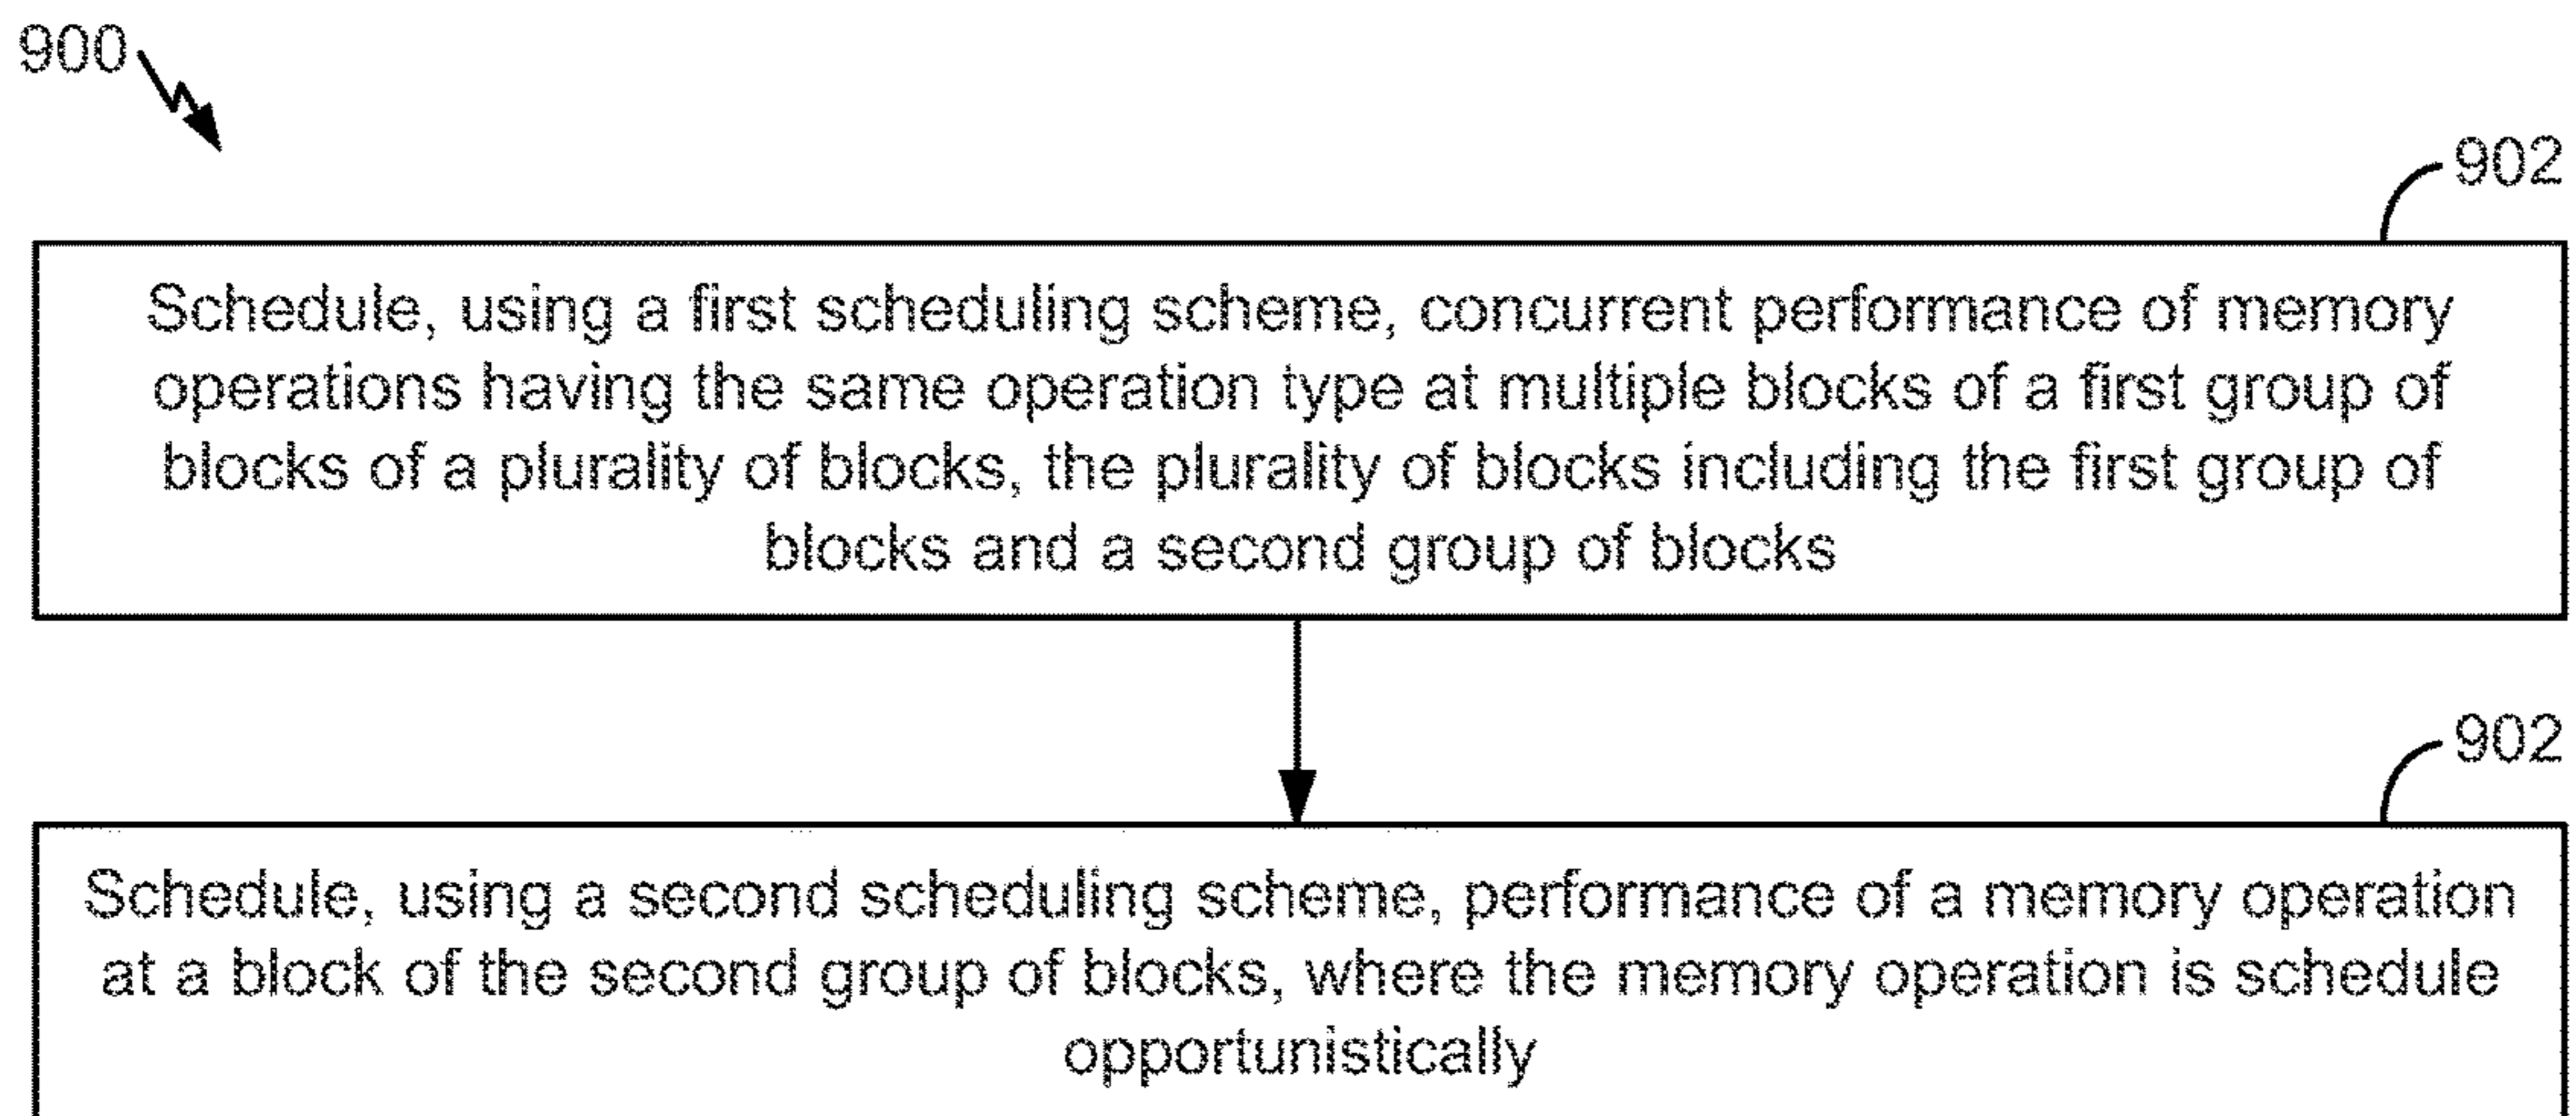 900
902
Schedule, using a first scheduling scheme, concurrent performance of memory
operations having the same operation type at multiple blocks of a first group of
blocks of a plurality of blocks, the plurality of blocks including the first group of
blocks and a second group of blocks
902
Schedule, using a second scheduling scheme, performance of a memory operation
at a block of the second group of blocks, where the memory operation is schedule
opportunistically